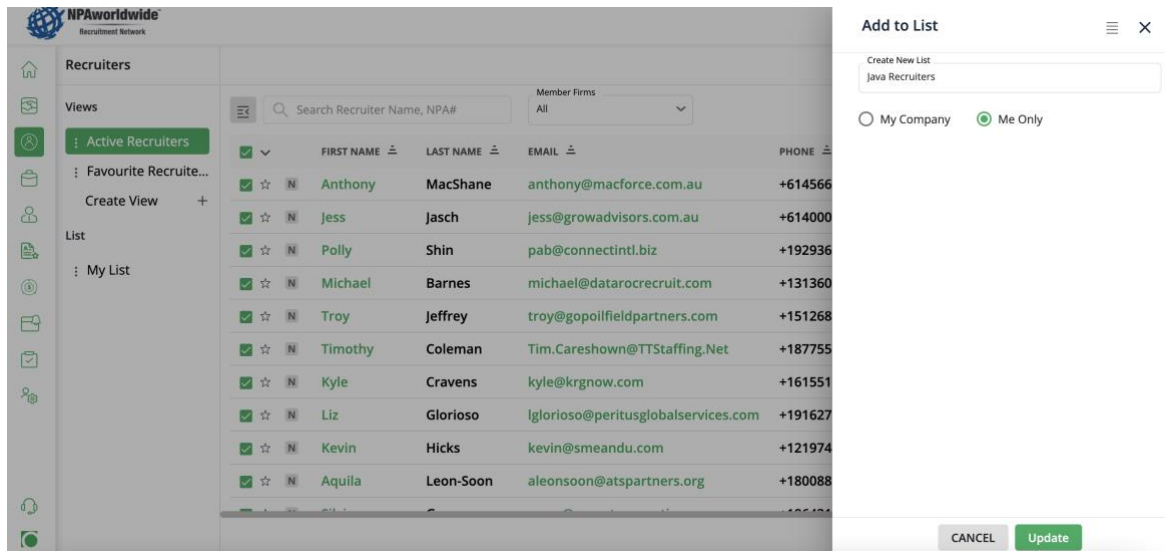 NPAworldwide
Recruitment Network
Recruiters
Views
Active Recruiters
Favourite Recruite...
Create View +
List
My List
Search Recruiter Name, NPA#
Member Firms
All
FIRST NAME LAST NAME EMAIL PHONE
N Anthony MacShane anthony@macforce.com.au +614566
N Jess Jasch jess@growadvisors.com.au +614000
N Polly Shin pab@connectintl.biz +192936
N Michael Barnes michael@datarocrecruit.com +131360
N Troy Jeffrey troy@gopoilfieldpartners.com +151268
N Timothy Coleman Tim.Careshown@TTStaffing.Net +187755
N Kyle Cravens kyle@krgnow.com +161551
N Liz Glorioso lglorioso@peritusglobalservices.com +191627
N Kevin Hicks kevin@smeandu.com +121974
N Aquila Leon-Soon aleonsoon@atspartners.org +180088
Add to List
Create New List
Java Recruiters
My Company Me Only
CANCEL Update